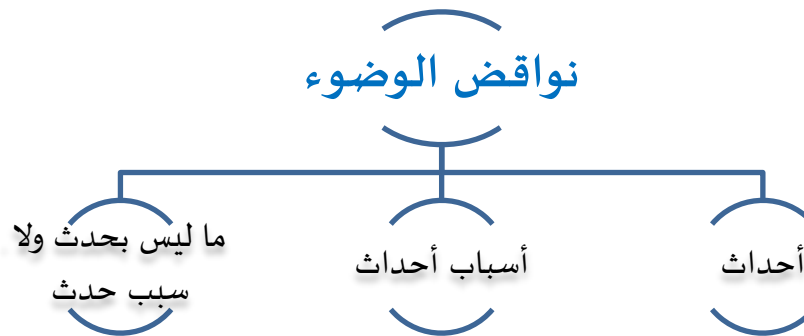 نواقض الوضوء
أحداث
أسباب أحداث
ما ليس بحدث ولا
سبب حدث